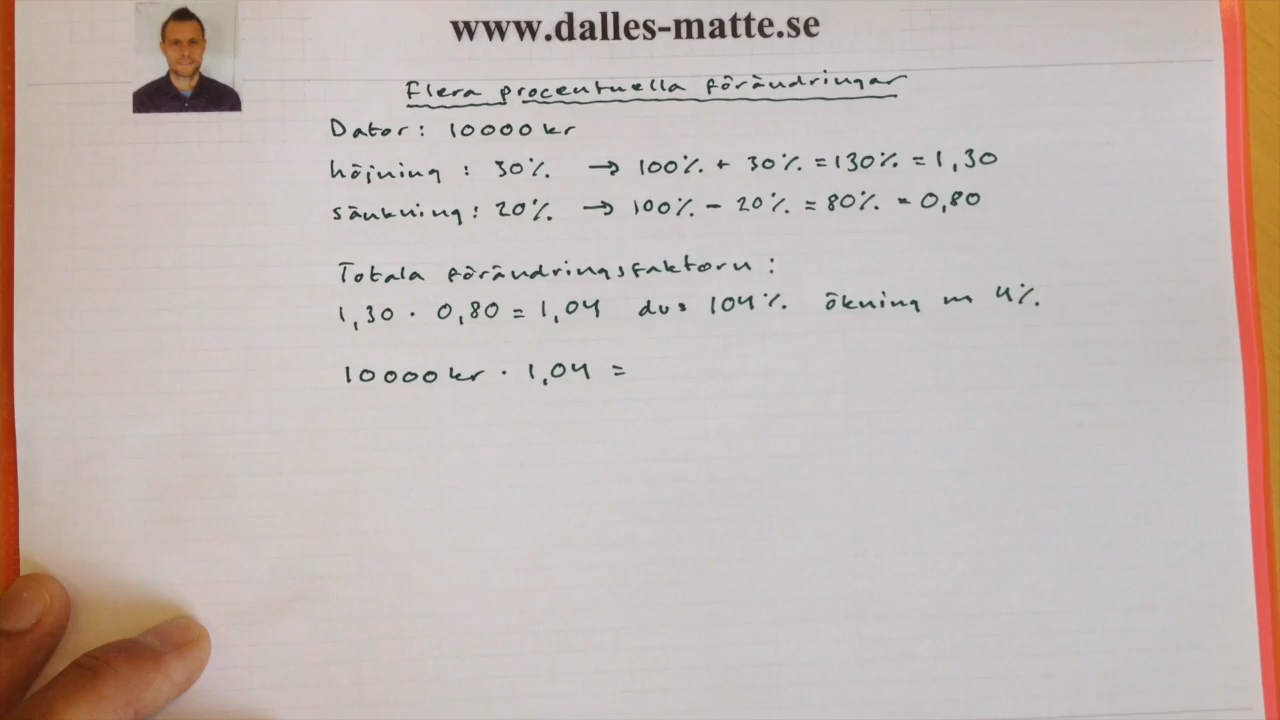 www.dalles-matte.se
Flera procentuella förändringar
Dator: 10000 kr
höjning: 30% → 100% + 30% = 130% = 1,30
sänkning: 20% → 100% - 20% = 80% = 0,80
Totala förändringsfaktorn:
1,30 · 0,80 = 1,04 dvs 104% ökning m 4%.
10000 kr · 1,04 =